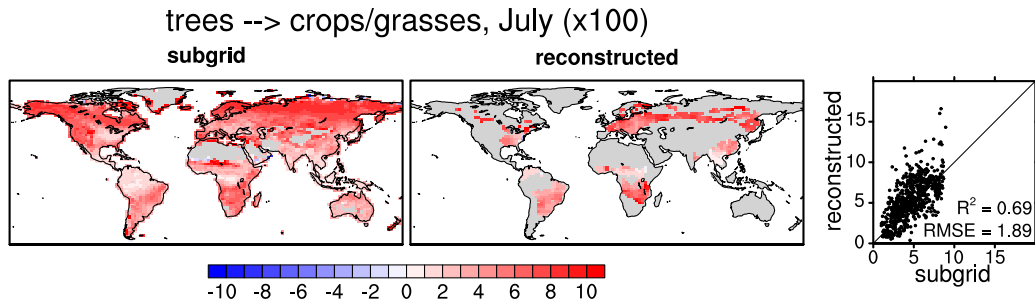 trees --> crops/grasses, July (x100)
subgrid
reconstructed
-10 -8 -6 -4 -2 0 2 4 6 8 10
reconstructed
15
10
5
0
R² = 0.69
RMSE = 1.89
0 5 10 15
subgrid